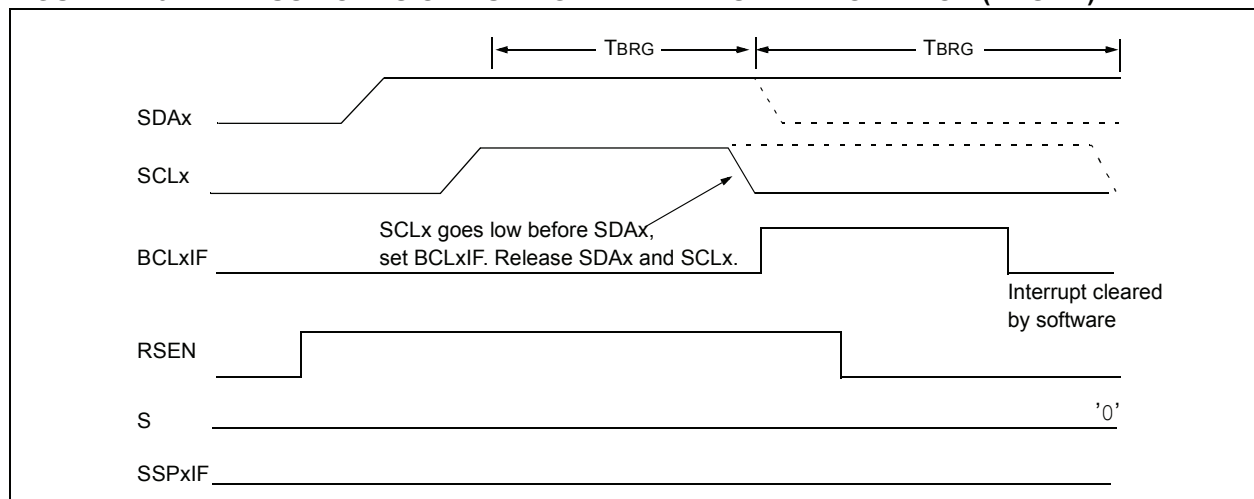 TBRG TBRG
SDAx
SCLx
SCLx goes low before SDAx,
set BCLxIF. Release SDAx and SCLx.
BCLxIF
Interrupt cleared
by software
RSEN
S '0'
SSPxIF